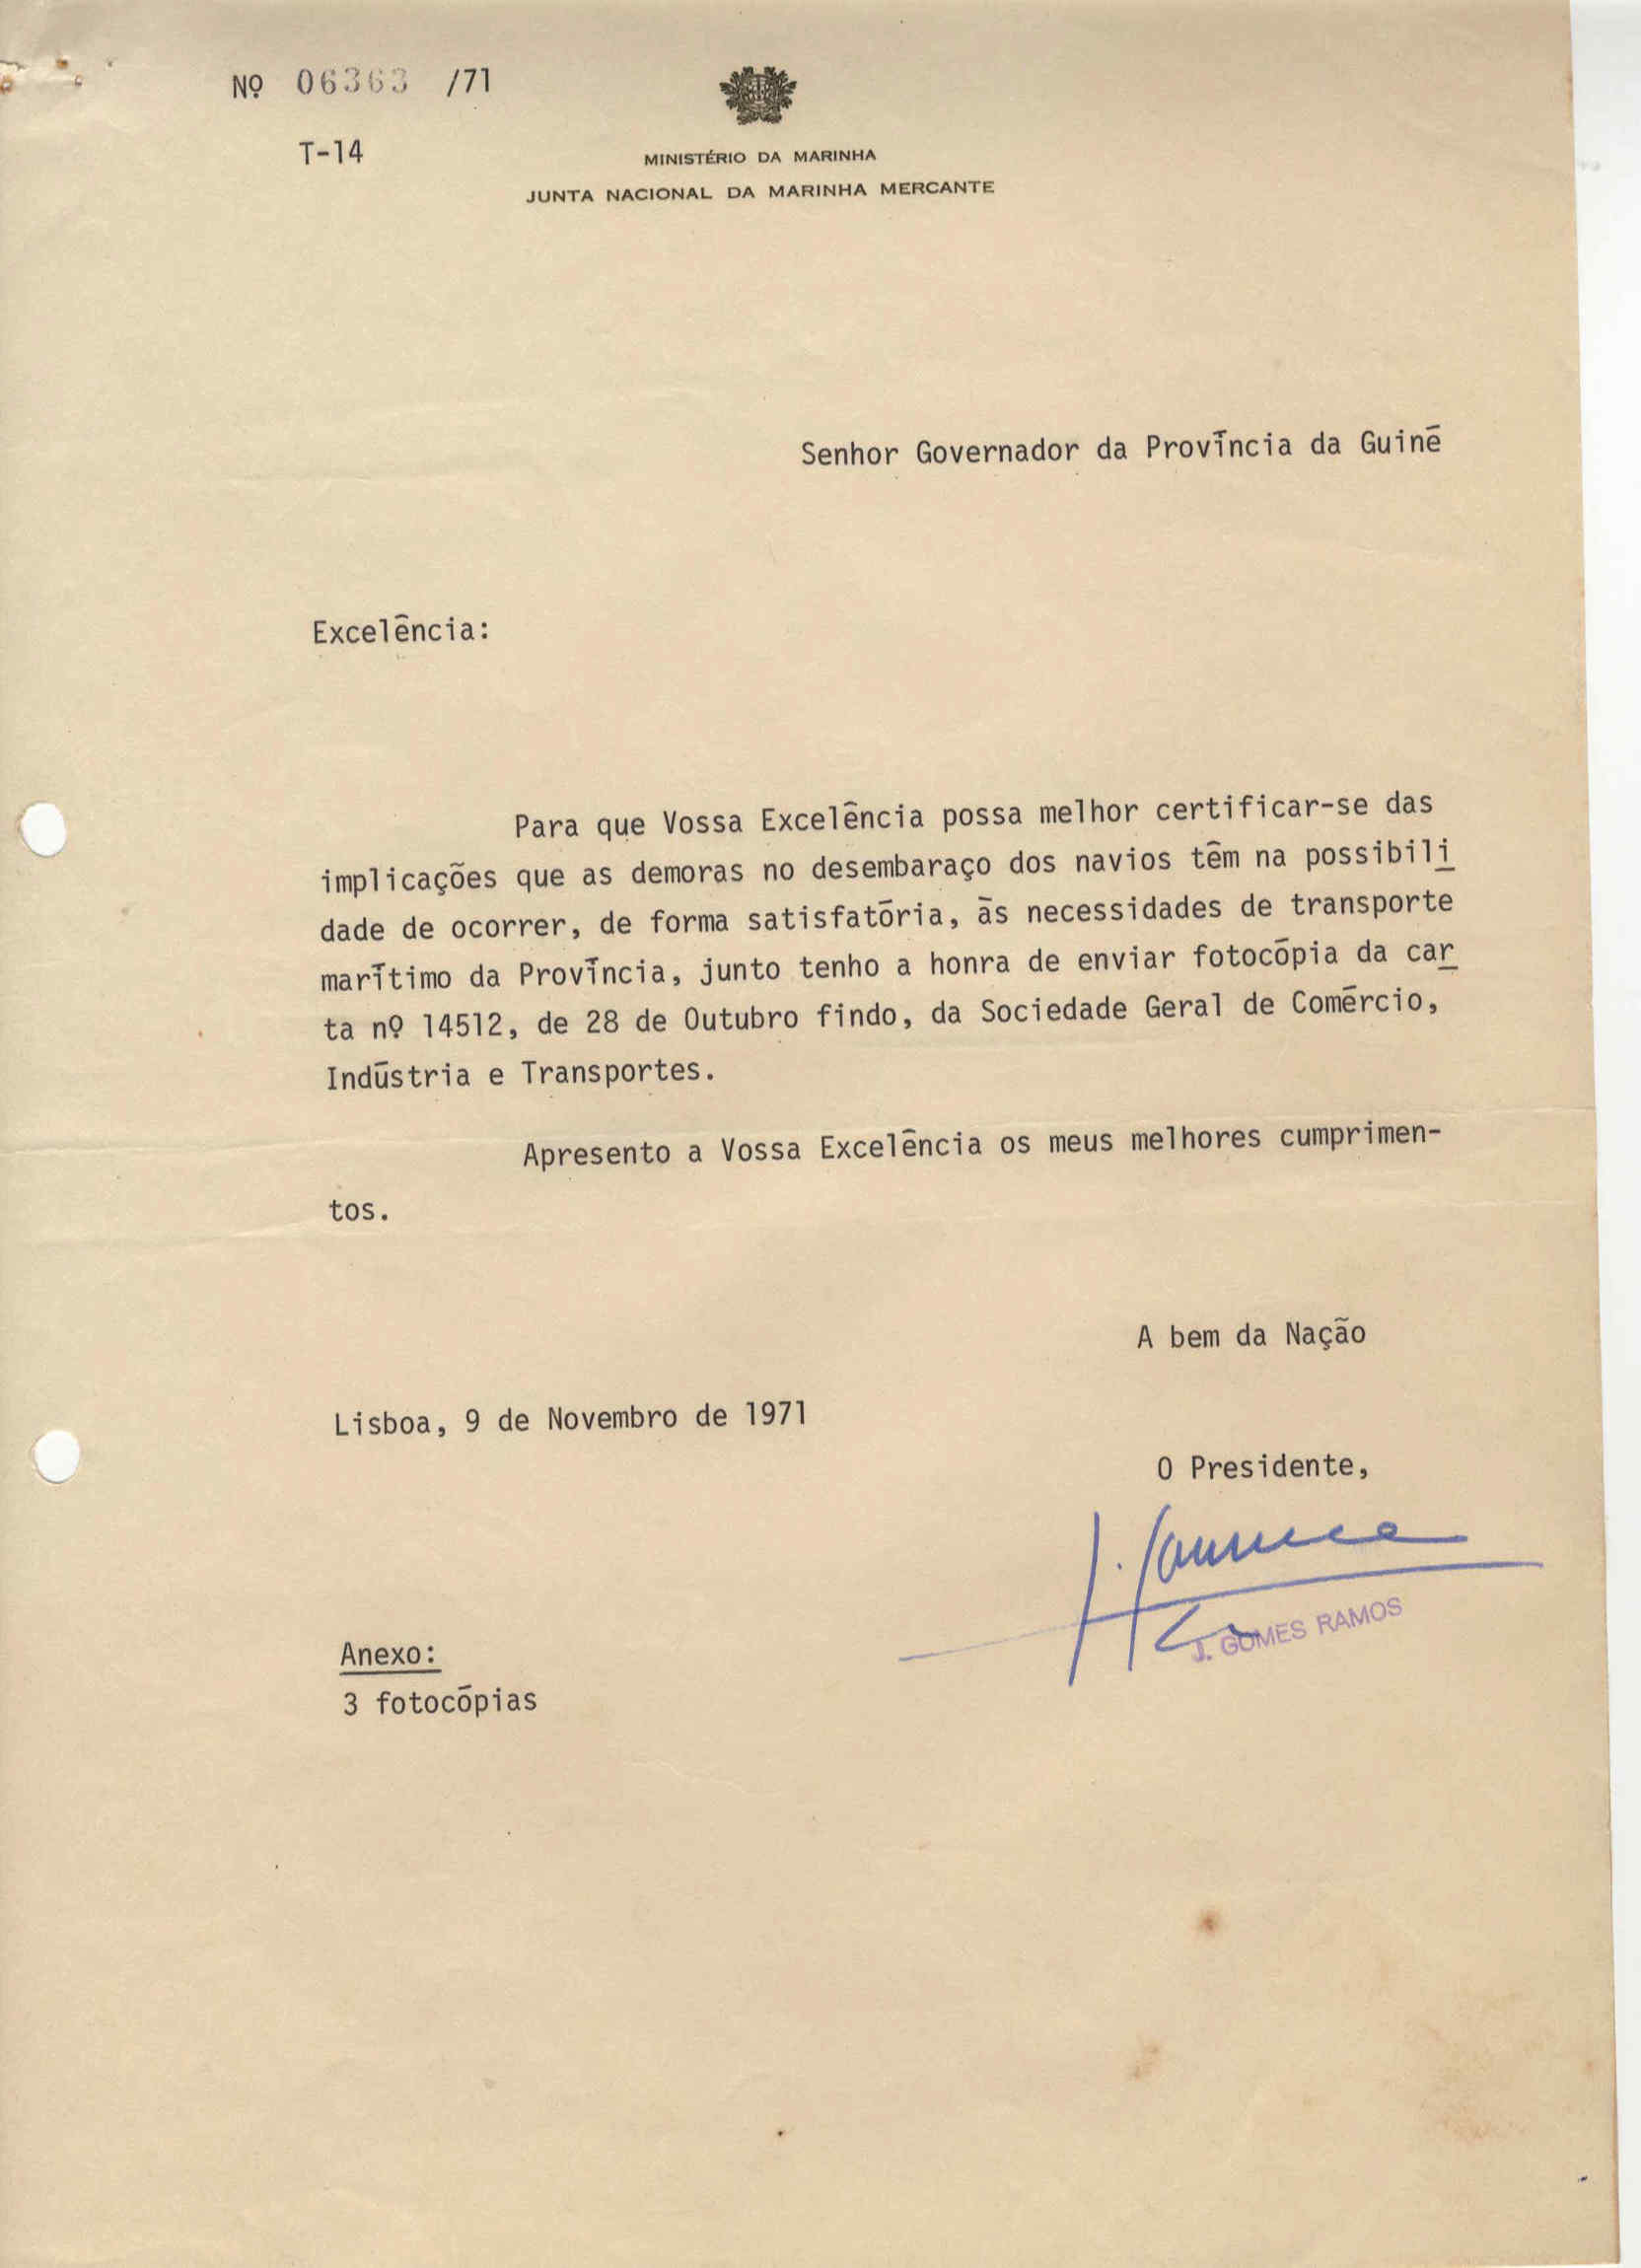 Nº 06363 /71
T-14
MINISTÉRIO DA MARINHA
JUNTA NACIONAL DA MARINHA MERCANTE
Senhor Governador da Província da Guiné
Excelência:
Para que Vossa Excelência possa melhor certificar-se das
implicações que as demoras no desembaraço dos navios têm na possibili
dade de ocorrer, de forma satisfatória, às necessidades de transporte
marítimo da Província, junto tenho a honra de enviar fotocópia da car
ta nº 14512, de 28 de Outubro findo, da Sociedade Geral de Comércio,
Indústria e Transportes.
Apresento a Vossa Excelência os meus melhores cumprimen-
tos.
A bem da Nação
Lisboa, 9 de Novembro de 1971
O Presidente,
J. GOMES RAMOS
Anexo:
3 fotocópias